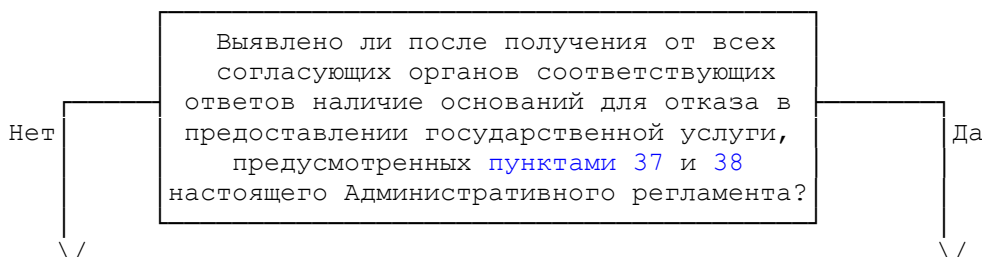 Выявлено ли после получения от всех
согласующих органов соответствующих
ответов наличие оснований для отказа в
Нет предоставлении государственной услуги, Да
предусмотренных пунктами 37 и 38
настоящего Административного регламента?
\/ \/